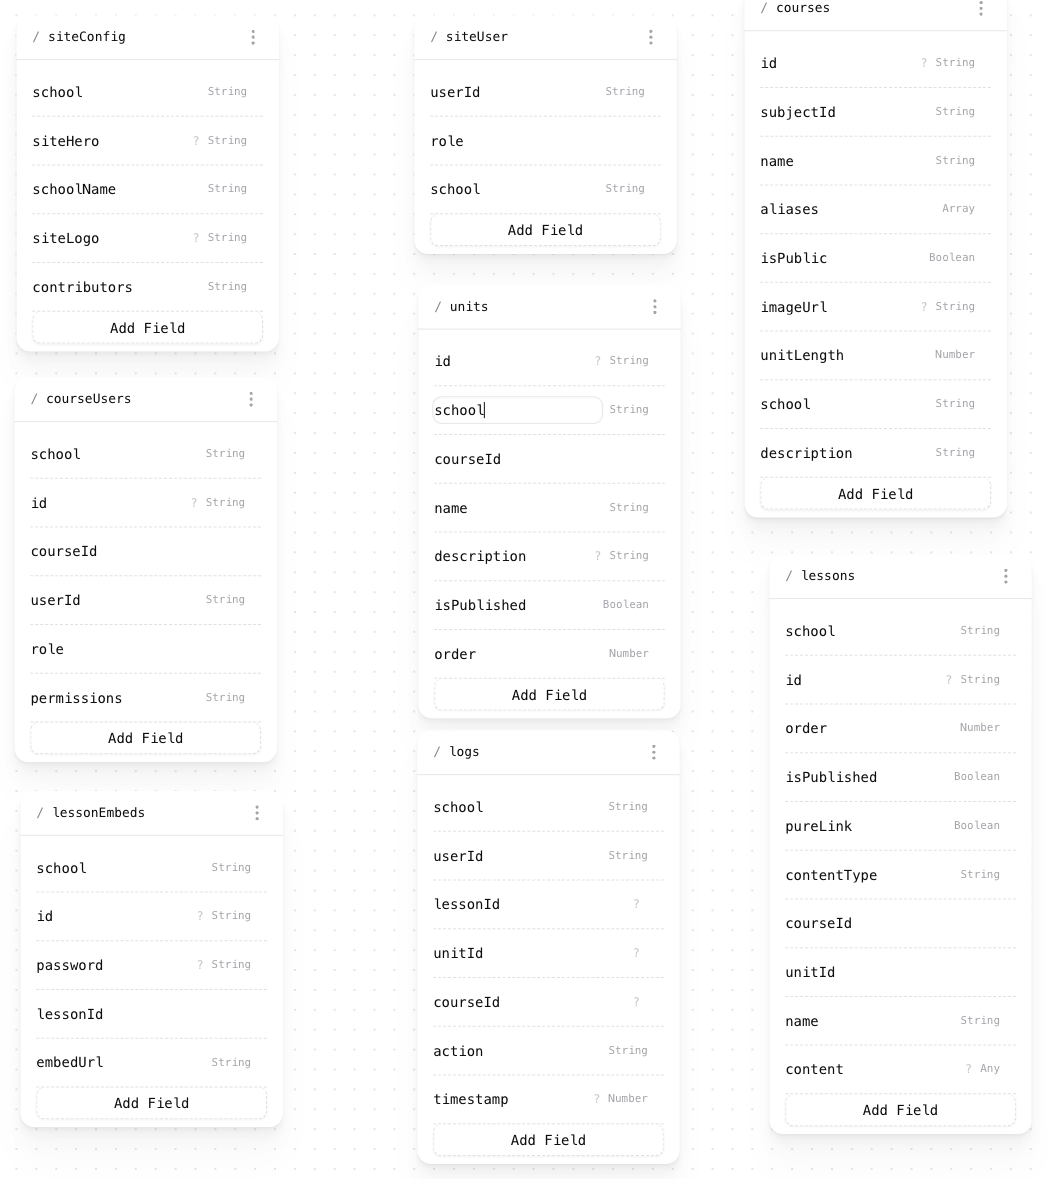 / siteConfig
school String
siteHero ? String
schoolName String
siteLogo ? String
contributors String
Add Field
/ courseUsers
school String
id ? String
courseId
userId String
role
permissions String
Add Field
/ lessonEmbeds
school String
id ? String
password ? String
lessonId
embedUrl String
Add Field
/ siteUser
userId String
role
school String
Add Field
/ units
id ? String
school String
courseId
name String
description ? String
isPublished Boolean
order Number
Add Field
/ logs
school String
userId String
lessonId ?
unitId ?
courseId ?
action String
timestamp ? Number
Add Field
/ courses
id ? String
subjectId String
name String
aliases Array
isPublic Boolean
imageUrl ? String
unitLength Number
school String
description String
Add Field
/ lessons
school String
id ? String
order Number
isPublished Boolean
pureLink Boolean
contentType String
courseId
unitId
name String
content ? Any
Add Field